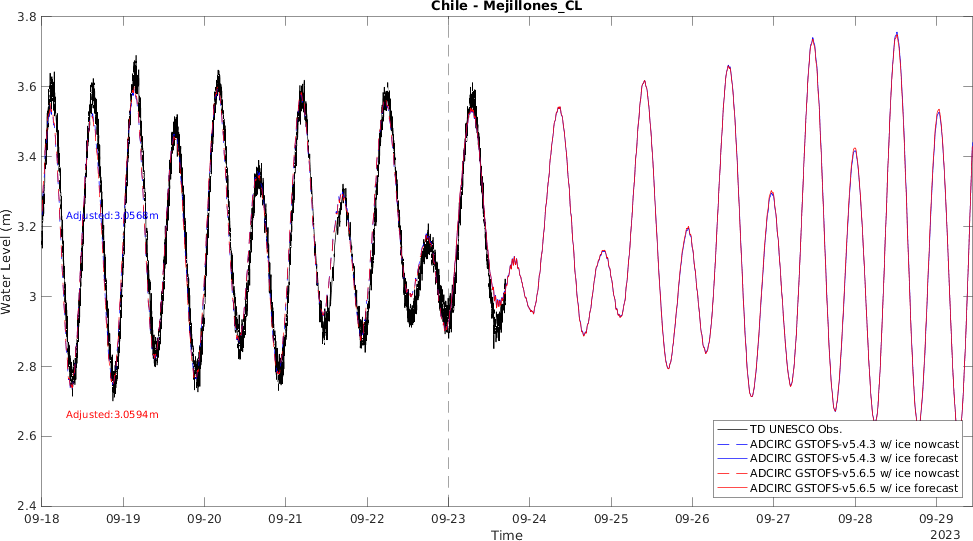 Chile - Mejillones_CL
3.8
3.6
3.4
3.2
3
2.8
2.6
2.4
Water Level (m)
Adjusted:3.0568m
Adjusted:3.0594m
TD UNESCO Obs.
ADCIRC GSTOFS-v5.4.3 w/ ice nowcast
ADCIRC GSTOFS-v5.4.3 w/ ice forecast
ADCIRC GSTOFS-v5.6.5 w/ ice nowcast
ADCIRC GSTOFS-v5.6.5 w/ ice forecast
09-18 09-19 09-20 09-21 09-22 09-23 09-24 09-25 09-26 09-27 09-28 09-29
Time
2023